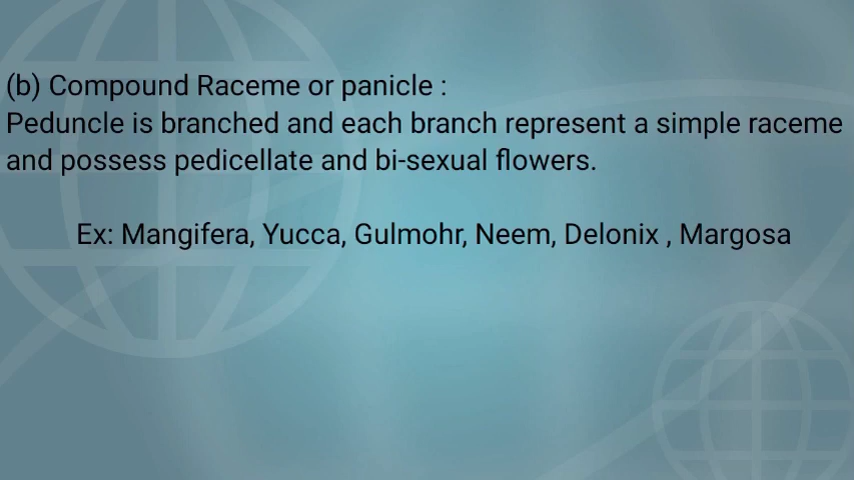 (b) Compound Raceme or panicle :
Peduncle is branched and each branch represent a simple raceme
and possess pedicellate and bi-sexual flowers.
Ex: Mangifera, Yucca, Gulmohr, Neem, Delonix , Margosa